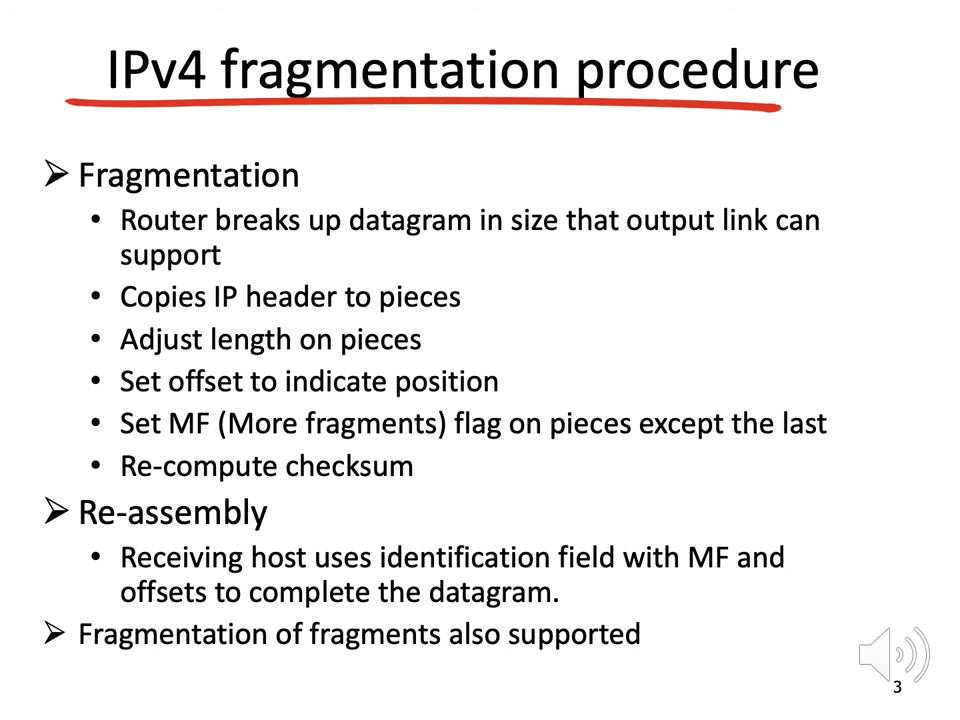 IPv4 fragmentation procedure
➢ Fragmentation
• Router breaks up datagram in size that output link can
support
• Copies IP header to pieces
• Adjust length on pieces
• Set offset to indicate position
• Set MF (More fragments) flag on pieces except the last
• Re-compute checksum
➢ Re-assembly
• Receiving host uses identification field with MF and
offsets to complete the datagram.
➢ Fragmentation of fragments also supported
3